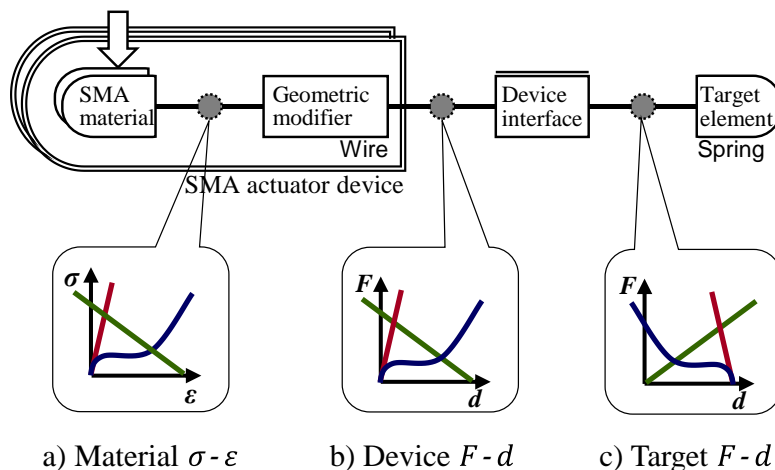 SMA
material
Geometric
modifier
Wire
Device
interface
Target
element
Spring
SMA actuator device
σ
ε
F
d
F
d
a) Material σ - ε
b) Device F - d
c) Target F - d